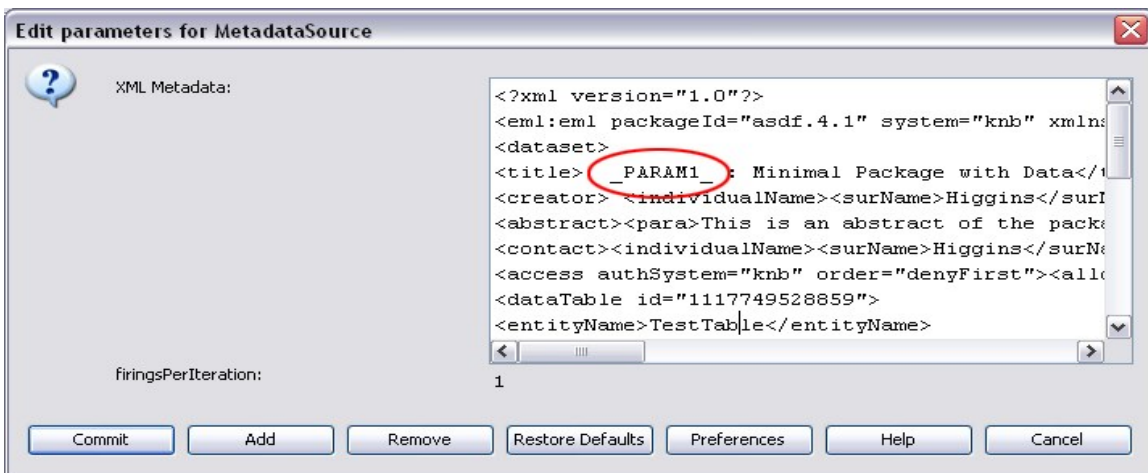 Edit parameters for MetadataSource
XML Metadata:
<?xml version="1.0"?>
<eml:eml packageId="asdf.4.1" system="knb" xmlns
<dataset>
<title> _PARAM1_ : Minimal Package with Data</t
<creator> <individualName><surName>Higgins</surN
<abstract><para>This is an abstract of the packa
<contact><individualName><surName>Higgins</surNa
<access authSystem="knb" order="denyFirst"><allo
<dataTable id="1117749528859">
<entityName>TestTable</entityName>
firingsPerIteration:
1
Commit Add Remove Restore Defaults Preferences Help Cancel